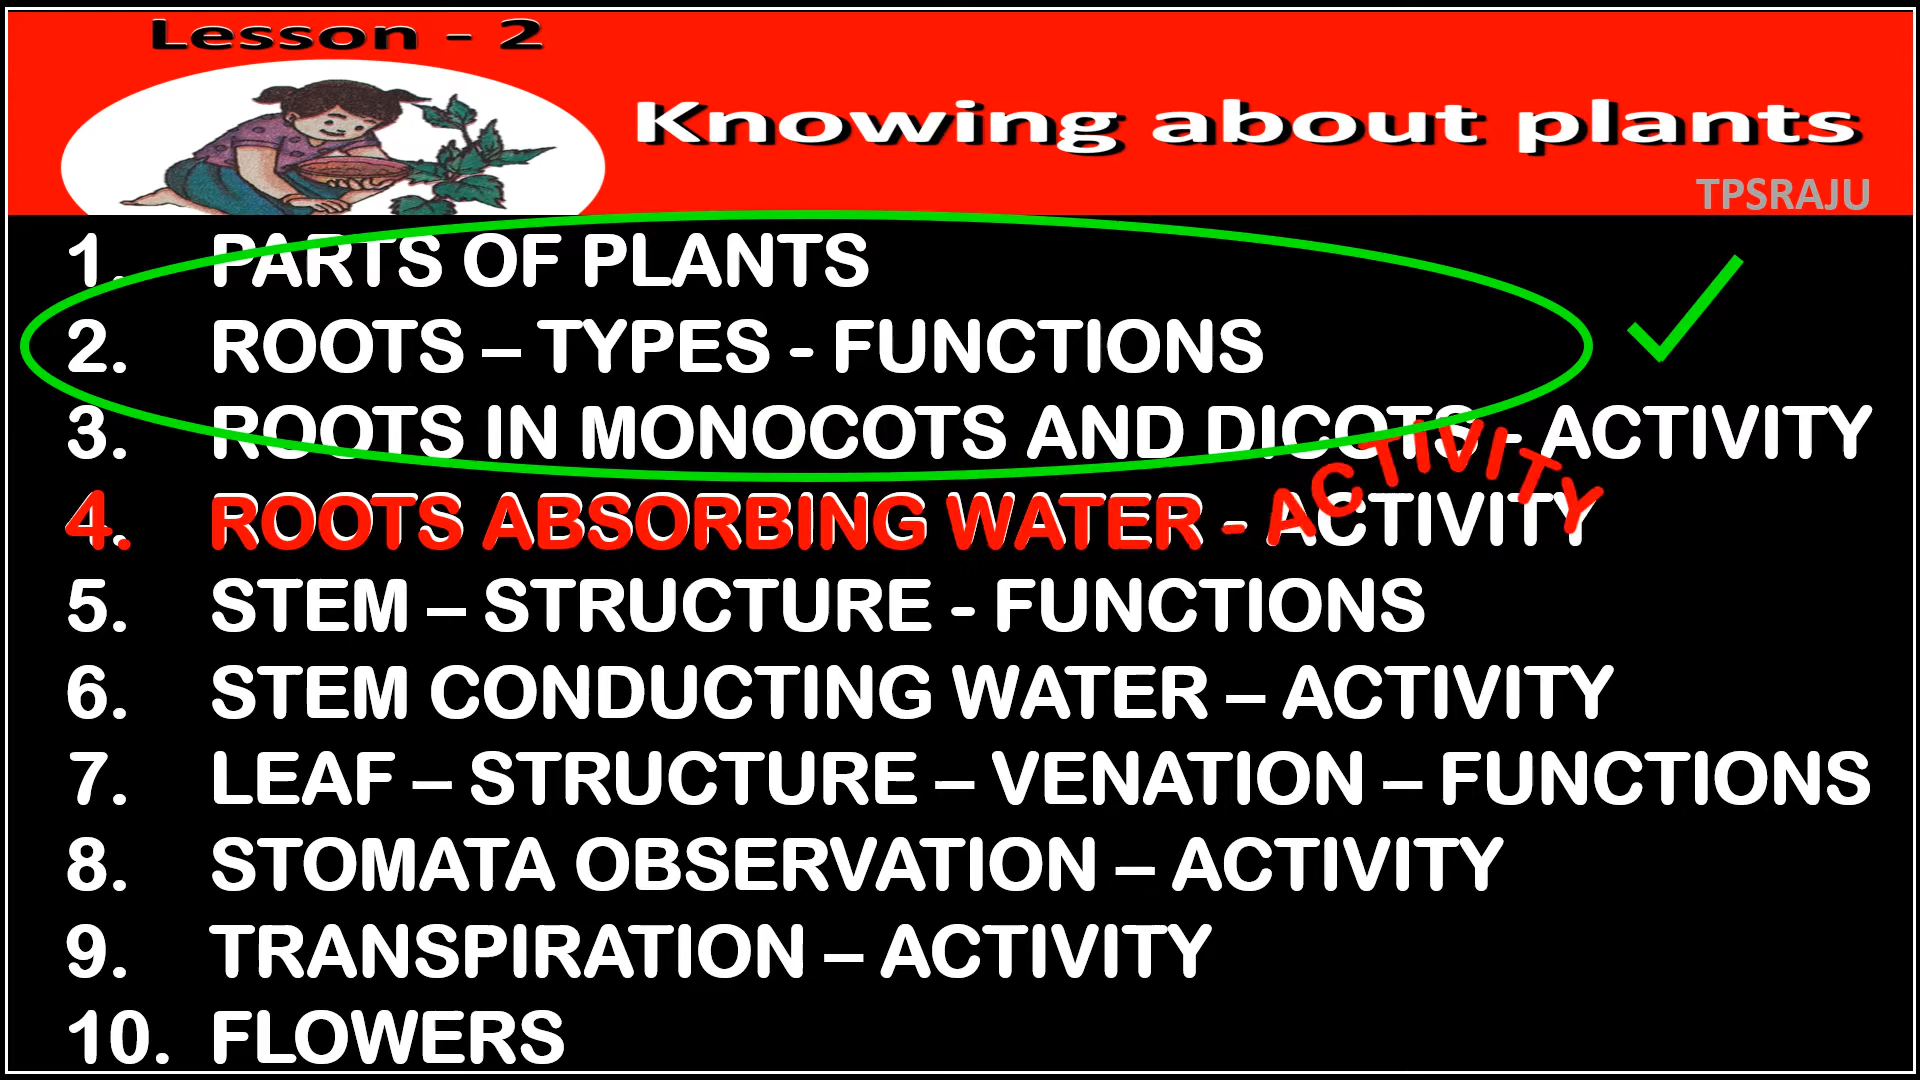 Lesson - 2
Knowing about plants
TPSRAJU
1. PARTS OF PLANTS
2. ROOTS – TYPES - FUNCTIONS
3. ROOTS IN MONOCOTS AND DICOTS - ACTIVITY
4. ROOTS ABSORBING WATER - ACTIVITY
5. STEM – STRUCTURE - FUNCTIONS
6. STEM CONDUCTING WATER – ACTIVITY
7. LEAF – STRUCTURE – VENATION – FUNCTIONS
8. STOMATA OBSERVATION – ACTIVITY
9. TRANSPIRATION – ACTIVITY
10. FLOWERS